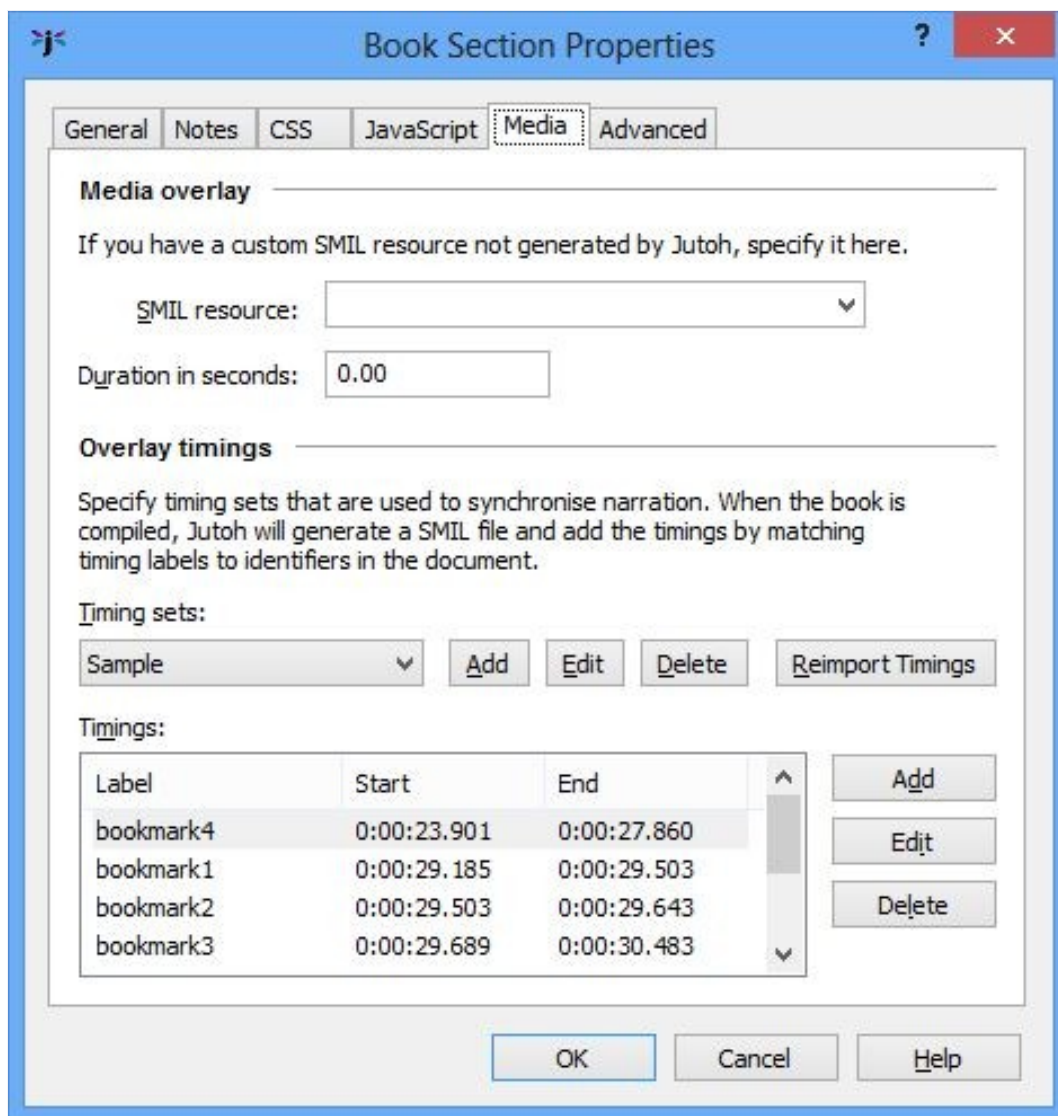 Book Section Properties ? ×
General Notes CSS JavaScript Media Advanced
Media overlay
If you have a custom SMIL resource not generated by Jutoh, specify it here.
SMIL resource:
Duration in seconds: 0.00
Overlay timings
Specify timing sets that are used to synchronise narration. When the book is
compiled, Jutoh will generate a SMIL file and add the timings by matching
timing labels to identifiers in the document.
Timing sets:
Sample Add Edit Delete Reimport Timings
Timings:
Label Start End Add
bookmark4 0:00:23.901 0:00:27.860 Edit
bookmark1 0:00:29.185 0:00:29.503
bookmark2 0:00:29.503 0:00:29.643 Delete
bookmark3 0:00:29.689 0:00:30.483
OK Cancel Help